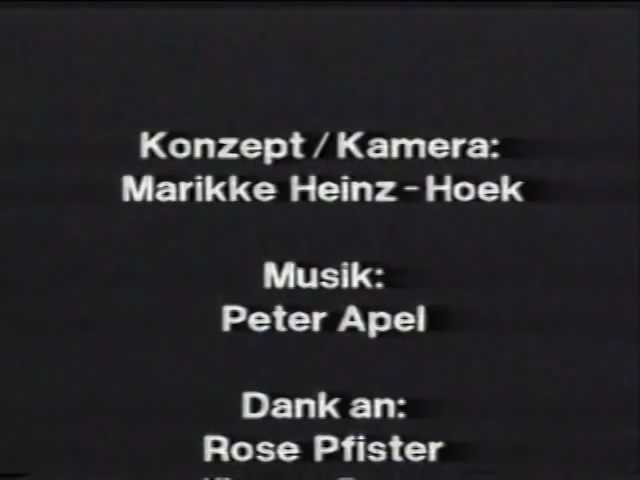 Konzept / Kamera:
Marikke Heinz-Hoek
Musik:
Peter Apel
Dank an:
Rose Pfister